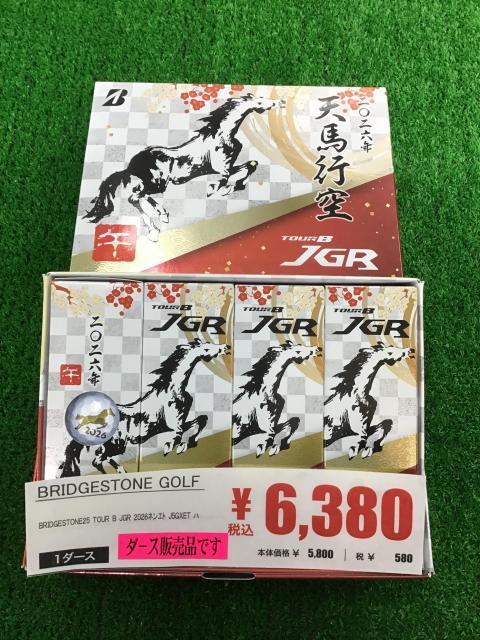 B
二〇二六年
天馬行空
午
TOUR B
JGR
二〇二六年
午
2026
TOUR B
JGR
TOUR B
JGR
TOUR B
JGR
BRIDGESTONE GOLF
BRIDGESTONE25 TOUR B JGR 2026ネンエト J5GXET ハ
1ダース
ダース販売品です
¥6,380
税込
本体価格 ¥ 5,800 税 ¥ 580